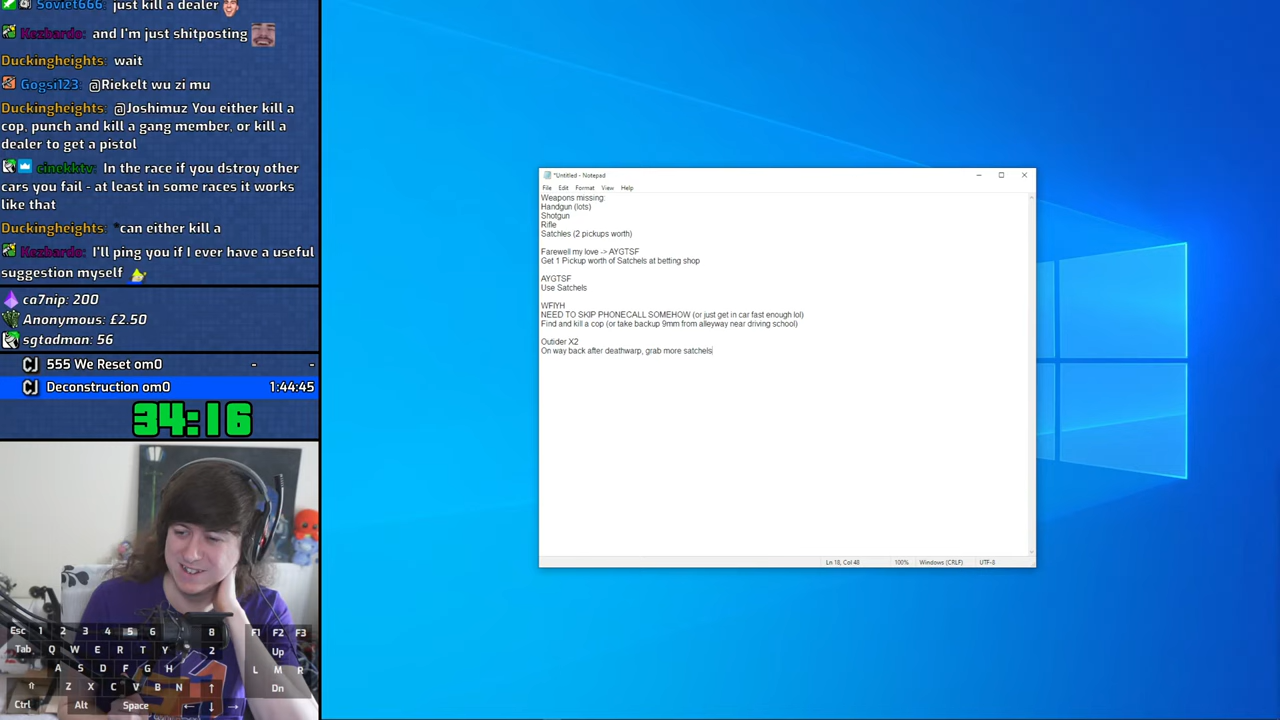 Soviet666: just kill a dealer
Kezbardo: and I'm just shitposting
Duckingheights: wait
Gogsi123: @Riekelt wu zi mu
Duckingheights: @Joshimuz You either kill a
cop, punch and kill a gang member, or kill a
dealer to get a pistol
cinekktv: In the race if you dstroy other
cars you fail - at least in some races it works
like that
Duckingheights: *can either kill a
Kezbardo: I'll ping you if I ever have a useful
suggestion myself
ca7nip: 200
Anonymous: £2.50
sgtadman: 56
CJ 555 We Reset om0 - -
CJ Deconstruction om0 1:44:45
34:16
Esc 1 2 3 4 5 6 8 F1 F2 F3
Tab Q W E R T Y 2 Up
A S D F G H L M R
Z X C V B N ↑ Dn
Ctrl Alt Space ← ↓ →
*Untitled - Notepad
File Edit Format View Help
Weapons missing:
Handgun (lots)
Shotgun
Rifle
Satchles (2 pickups worth)
Farewell my love -> AYGTSF
Get 1 Pickup worth of Satchels at betting shop
AYGTSF
Use Satchels
WFIYH
NEED TO SKIP PHONECALL SOMEHOW (or just get in car fast enough lol)
Find and kill a cop (or take backup 9mm from alleyway near driving school)
Outider X2
On way back after deathwarp, grab more satchels
Ln 18, Col 48 100% Windows (CRLF) UTF-8